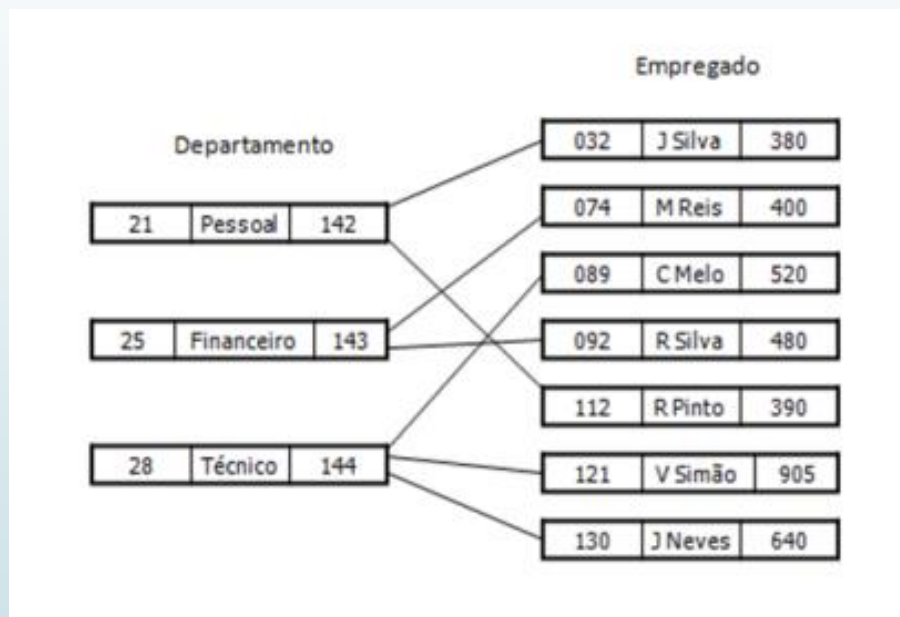 Empregado
Departamento
032 J Silva 380
074 M Reis 400
21 Pessoal 142
089 C Melo 520
25 Financeiro 143
092 R Silva 480
112 R Pinto 390
28 Técnico 144
121 V Simão 905
130 J Neves 640